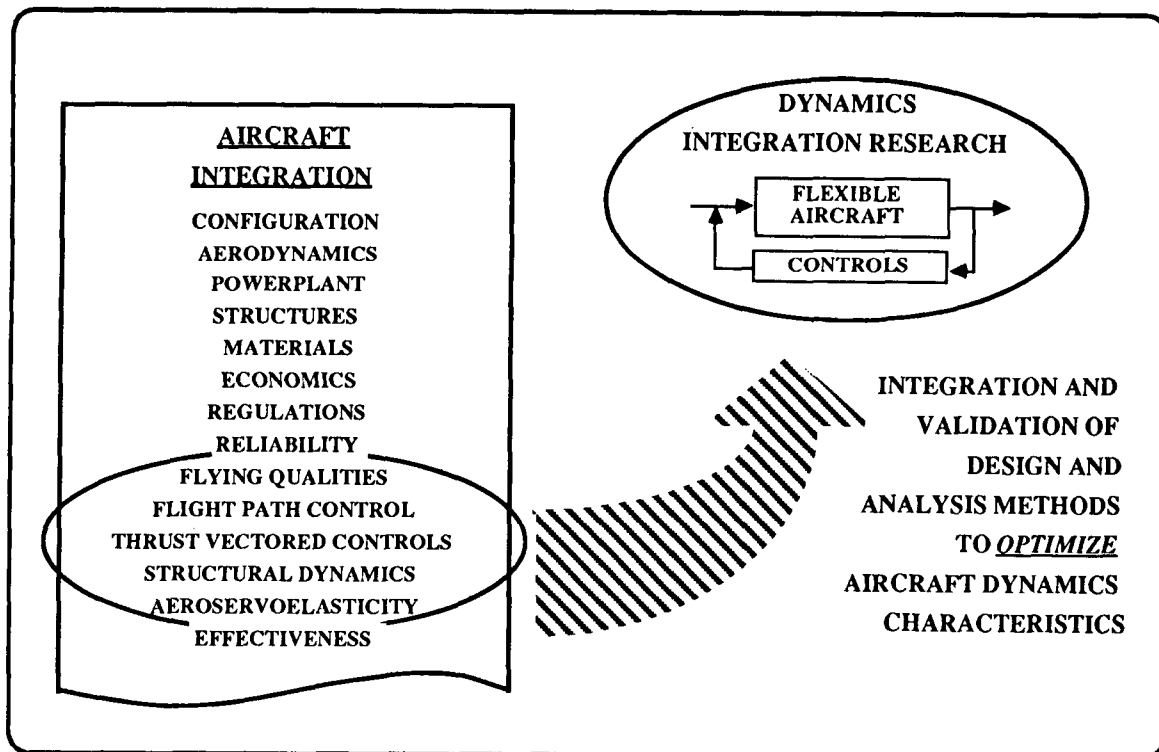 AIRCRAFT
INTEGRATION
CONFIGURATION
AERODYNAMICS
POWERPLANT
STRUCTURES
MATERIALS
ECONOMICS
REGULATIONS
RELIABILITY
FLYING QUALITIES
FLIGHT PATH CONTROL
THRUST VECTORED CONTROLS
STRUCTURAL DYNAMICS
AEROSERVOELASTICITY
EFFECTIVENESS
DYNAMICS
INTEGRATION RESEARCH
FLEXIBLE
AIRCRAFT
CONTROLS
INTEGRATION AND
VALIDATION OF
DESIGN AND
ANALYSIS METHODS
TO OPTIMIZE
AIRCRAFT DYNAMICS
CHARACTERISTICS